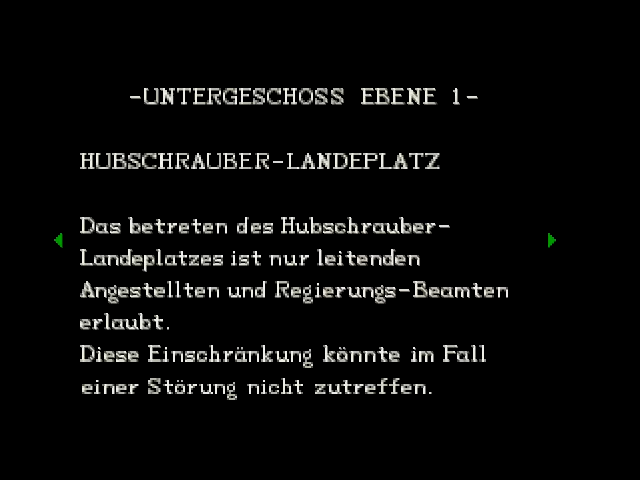 -UNTERGESCHOSS EBENE 1-
HUBSCHRAUBER-LANDEPLATZ
Das betreten des Hubschrauber-
Landeplatzes ist nur leitenden
Angestellten und Regierungs-Beamten
erlaubt.
Diese Einschränkung könnte im Fall
einer Störung nicht zutreffen.